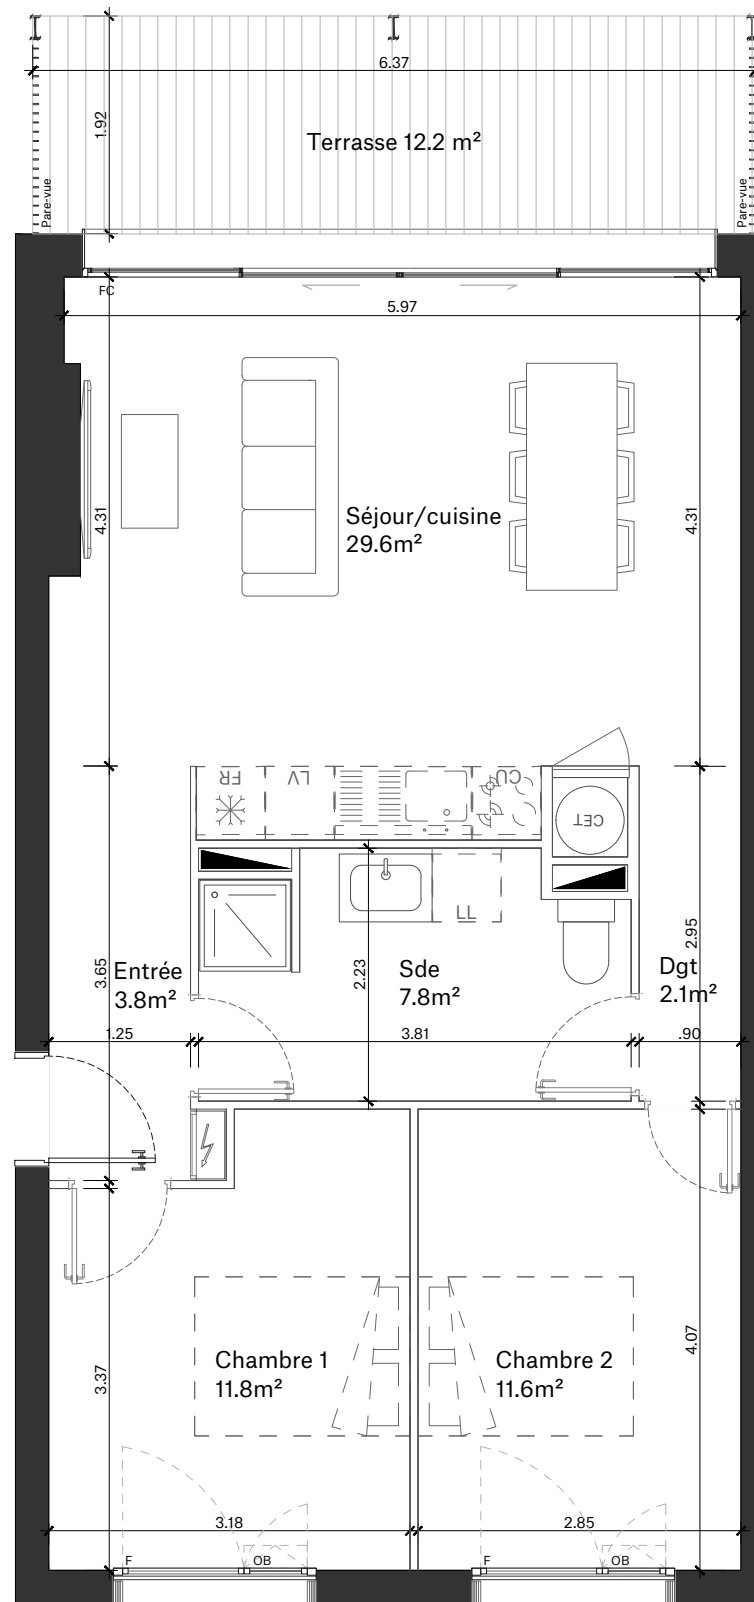 6.37
1.92
Terrasse 12.2 m²
Pare-vue
Pare-vue
FC
5.97
4.31
Séjour/cuisine
29.6m²
4.31
FR
LV
CU
CET
LL
3.65
Entrée
3.8m²
2.23
Sde
7.8m²
2.95
Dgt
2.1m²
1.25
3.81
.90
3.37
Chambre 1
11.8m²
Chambre 2
11.6m²
4.07
3.18
2.85
F
OB
F
OB